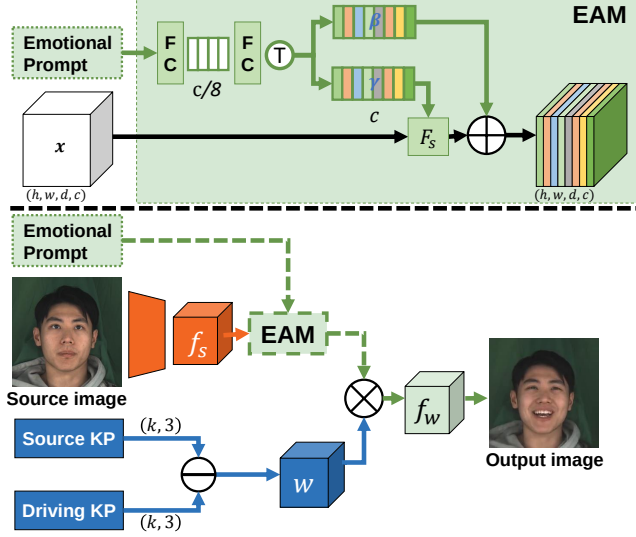 EAM
Emotional
Prompt
F
C
c/8
F
C
T
β
γ
c
x
(h, w, d, c)
F_s
(h, w, d, c)
Emotional
Prompt
f_s
EAM
Source image
Source KP
(k, 3)
w
f_w
Output image
Driving KP
(k, 3)